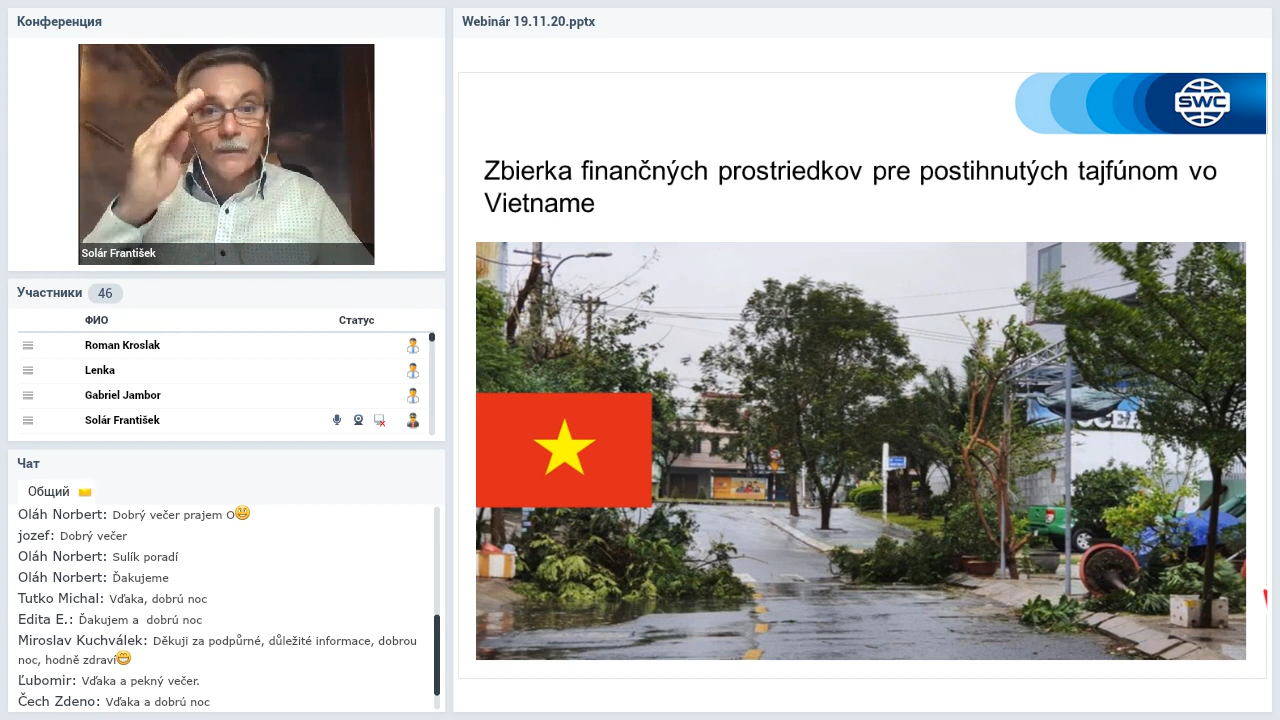 Конференция
Solár František
Участники 46
ФИО Статус
Roman Kroslak
Lenka
Gabriel Jambor
Solár František
Чат
Общий
Oláh Norbert: Dobrý večer prajem O
jozef: Dobrý večer
Oláh Norbert: Sulík poradí
Oláh Norbert: Ďakujeme
Tutko Michal: Vďaka, dobrú noc
Edita E.: Ďakujem a dobrú noc
Miroslav Kuchválek: Děkuji za podpůrné, důležité informace, dobrou
noc, hodně zdraví
Ľubomir: Vďaka a pekný večer.
Čech Zdeno: Vďaka a dobrú noc
Webinár 19.11.20.pptx
SWC
Zbierka finančných prostriedkov pre postihnutých tajfúnom vo
Vietname